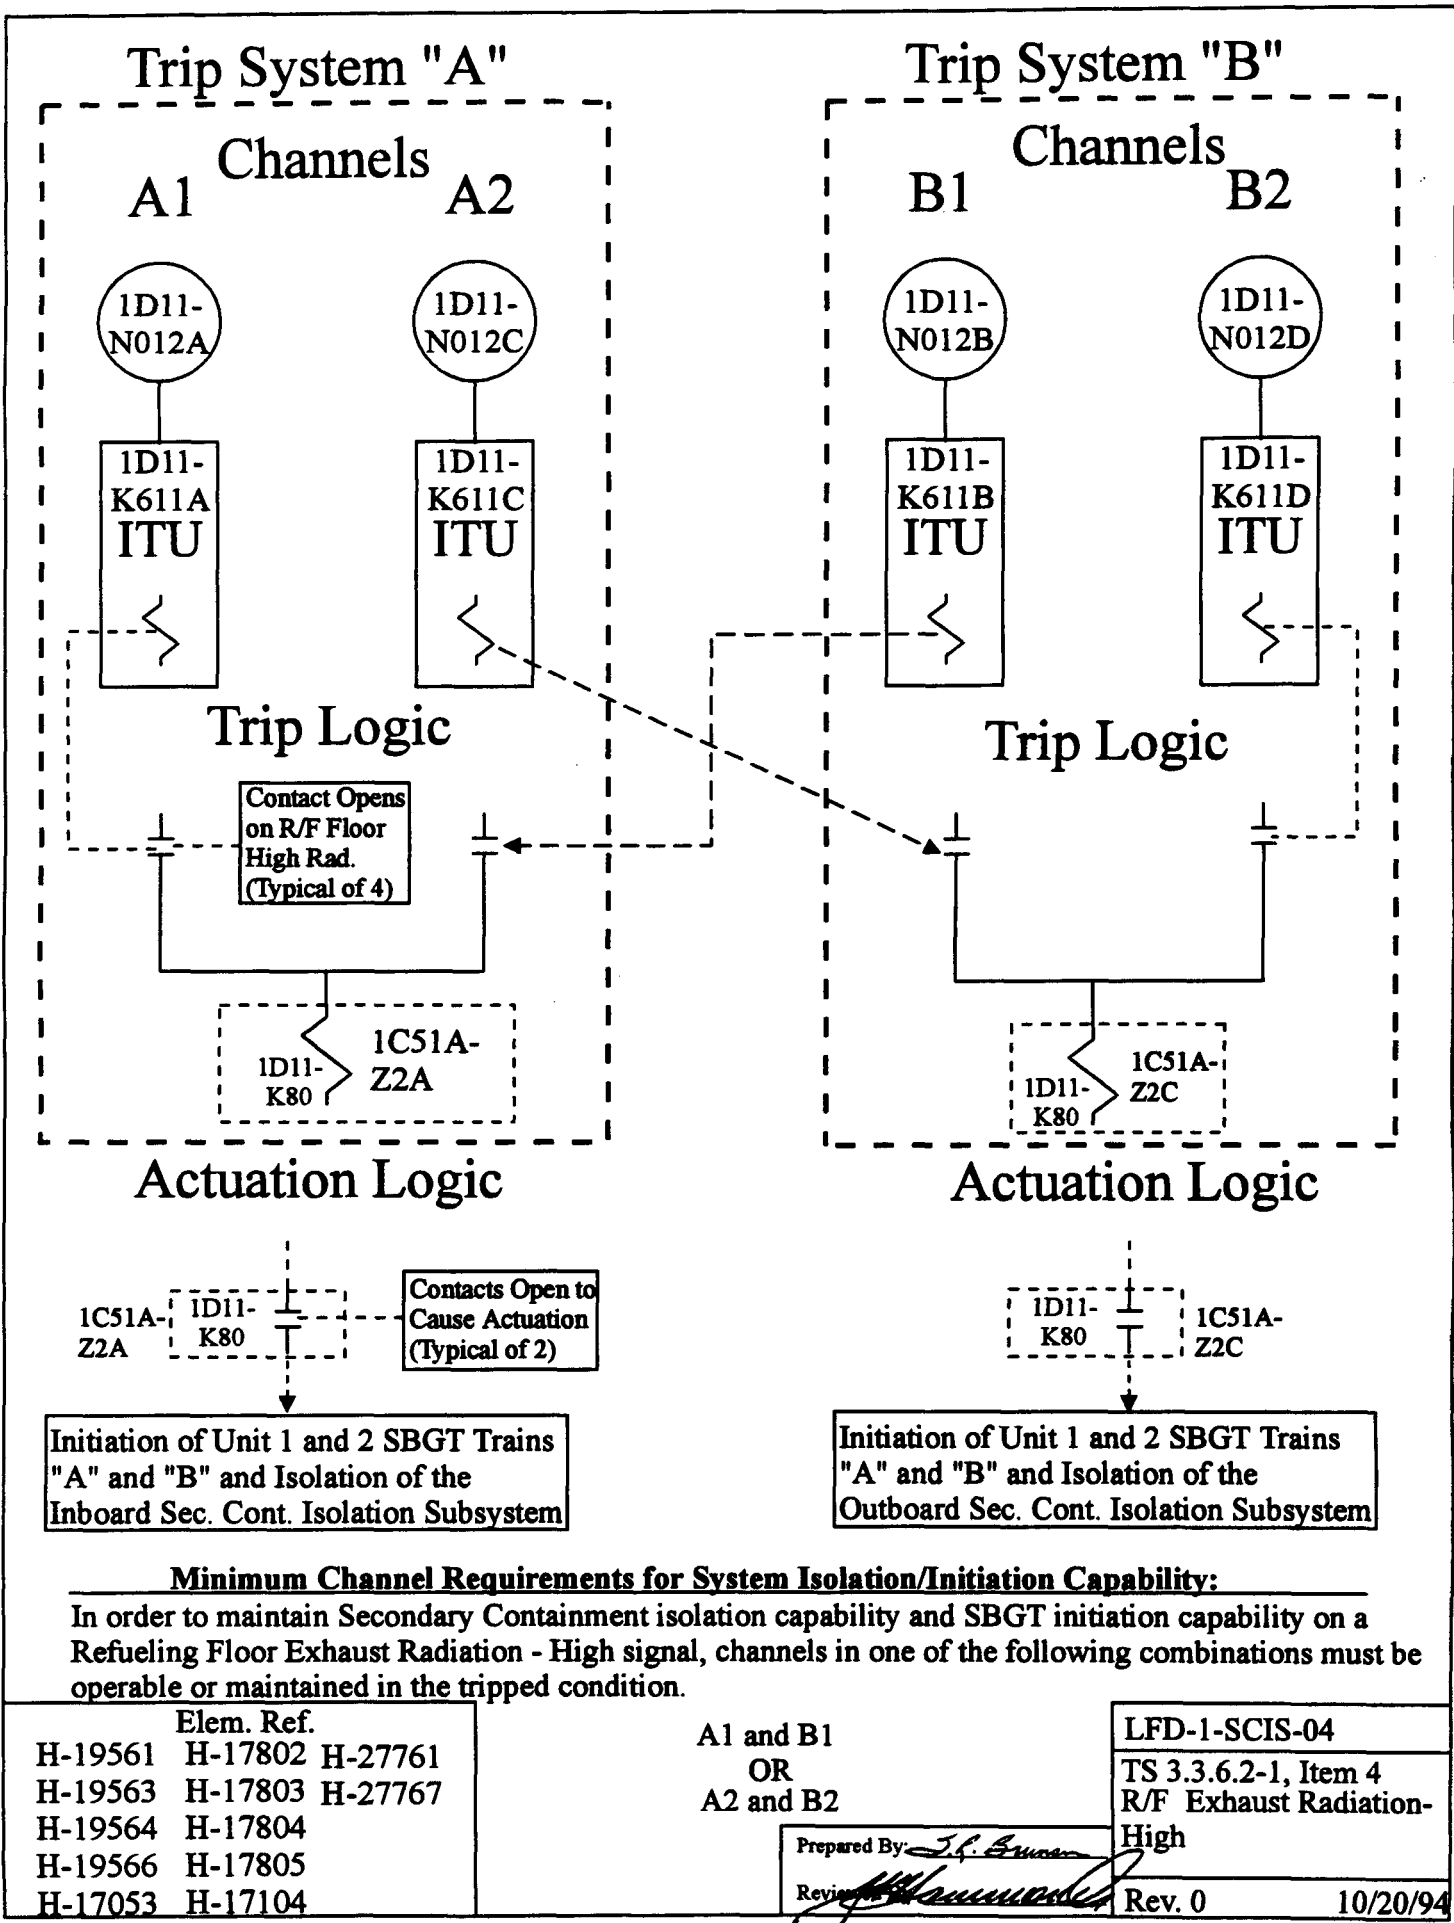 Trip System "A"
Trip System "B"
Channels
Channels
A1
A2
B1
B2
1D11-
N012A
1D11-
N012C
1D11-
N012B
1D11-
N012D
1D11-
K611A
ITU
1D11-
K611C
ITU
1D11-
K611B
ITU
1D11-
K611D
ITU
Trip Logic
Trip Logic
Contact Opens
on R/F Floor
High Rad.
(Typical of 4)
1D11-
K80
1C51A-
Z2A
1D11-
K80
1C51A-
Z2C
Actuation Logic
Actuation Logic
1C51A-
Z2A
1D11-
K80
Contacts Open to
Cause Actuation
(Typical of 2)
1D11-
K80
1C51A-
Z2C
Initiation of Unit 1 and 2 SBGT Trains
"A" and "B" and Isolation of the
Inboard Sec. Cont. Isolation Subsystem
Initiation of Unit 1 and 2 SBGT Trains
"A" and "B" and Isolation of the
Outboard Sec. Cont. Isolation Subsystem
Minimum Channel Requirements for System Isolation/Initiation Capability:
In order to maintain Secondary Containment isolation capability and SBGT initiation capability on a
Refueling Floor Exhaust Radiation - High signal, channels in one of the following combinations must be
operable or maintained in the tripped condition.
Elem. Ref.
H-19561 H-17802 H-27761
H-19563 H-17803 H-27767
H-19564 H-17804
H-19566 H-17805
H-17053 H-17104
A1 and B1
OR
A2 and B2
Prepared By:
LFD-1-SCIS-04
TS 3.3.6.2-1, Item 4
R/F Exhaust Radiation-
High
Rev. 0 10/20/94